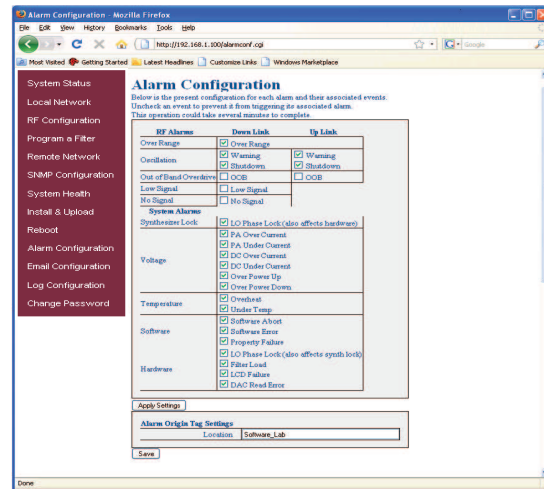 Alarm Configuration - Mozilla Firefox
File Edit View History Bookmarks Tools Help
http://192.168.1.100/alarmconf.cgi
Google
Most Visited Getting Started Latest Headlines Customize Links Windows Marketplace
System Status
Local Network
RF Configuration
Program a Filter
Remote Network
SNMP Configuration
System Health
Install & Upload
Reboot
Alarm Configuration
Email Configuration
Log Configuration
Change Password
Alarm Configuration
Below is the present configuration for each alarm and their associated events:
Uncheck an event to prevent it from triggering its associated alarm.
This operation could take several minutes to complete.
RF Alarms Down Link Up Link
Over Range Over Range
Oscillation Warning Warning
Shutdown Shutdown
Out of Band Overdrive OOB OOB
Low Signal Low Signal
No Signal No Signal
System Alarms
Synthesizer Lock LO Phase Lock (also affects hardware)
Voltage
PA Over Current
PA Under Current
DC Over Current
DC Under Current
Over Power Up
Over Power Down
Temperature
Overheat
Under Temp
Software
Software Abort
Software Error
Property Failure
Hardware
LO Phase Lock (also affects synth lock)
Filter Load
LCD Failure
DAC Read Error
Apply Settings
Alarm Origin Tag Settings
Location Software_Lab
Save
Done